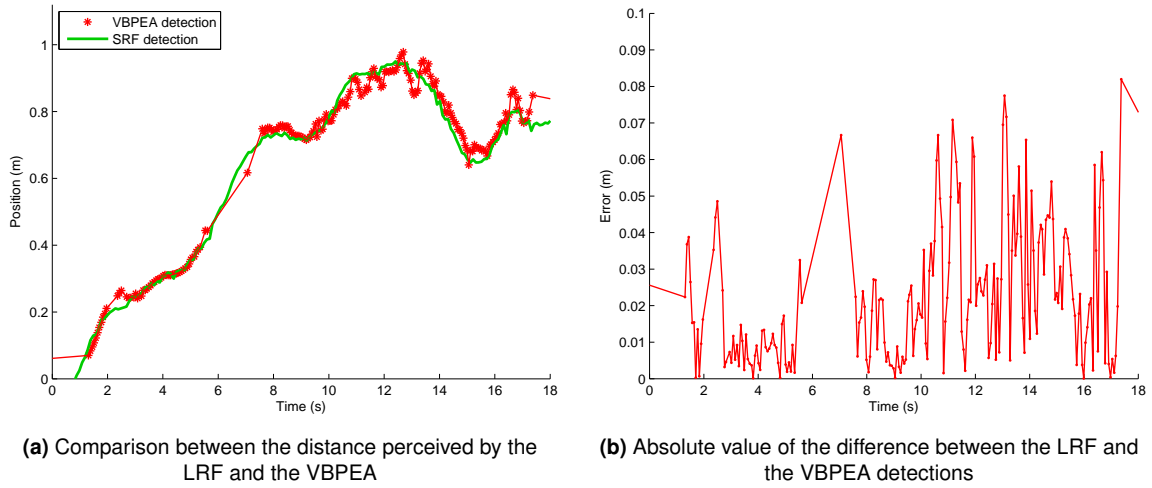 VBPEA detection
SRF detection
1
0.8
0.6
0.4
0.2
0
Position (m)
0 2 4 6 8 10 12 14 16 18
Time (s)
(a) Comparison between the distance perceived by the
LRF and the VBPEA
0.1
0.09
0.08
0.07
0.06
0.05
0.04
0.03
0.02
0.01
0
Error (m)
0 2 4 6 8 10 12 14 16 18
Time (s)
(b) Absolute value of the difference between the LRF and
the VBPEA detections